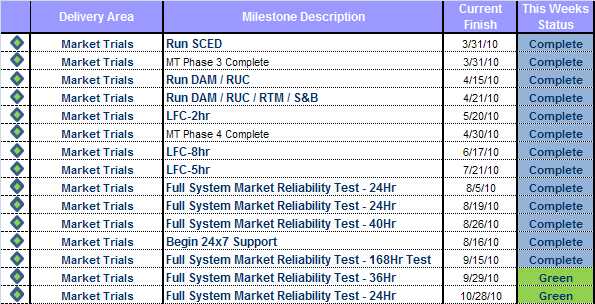 Delivery Area Milestone Description Current Finish This Weeks Status
Market Trials Run SCED 3/31/10 Complete
Market Trials MT Phase 3 Complete 3/31/10 Complete
Market Trials Run DAM / RUC 4/15/10 Complete
Market Trials Run DAM / RUC / RTM / S&B 4/21/10 Complete
Market Trials LFC-2hr 5/20/10 Complete
Market Trials MT Phase 4 Complete 4/30/10 Complete
Market Trials LFC-8hr 6/17/10 Complete
Market Trials LFC-5hr 7/21/10 Complete
Market Trials Full System Market Reliability Test - 24Hr 8/5/10 Complete
Market Trials Full System Market Reliability Test - 24Hr 8/19/10 Complete
Market Trials Full System Market Reliability Test - 40Hr 8/26/10 Complete
Market Trials Begin 24x7 Support 8/16/10 Complete
Market Trials Full System Market Reliability Test - 168Hr Test 9/15/10 Complete
Market Trials Full System Market Reliability Test - 36Hr 9/29/10 Green
Market Trials Full System Market Reliability Test - 24Hr 10/28/10 Green